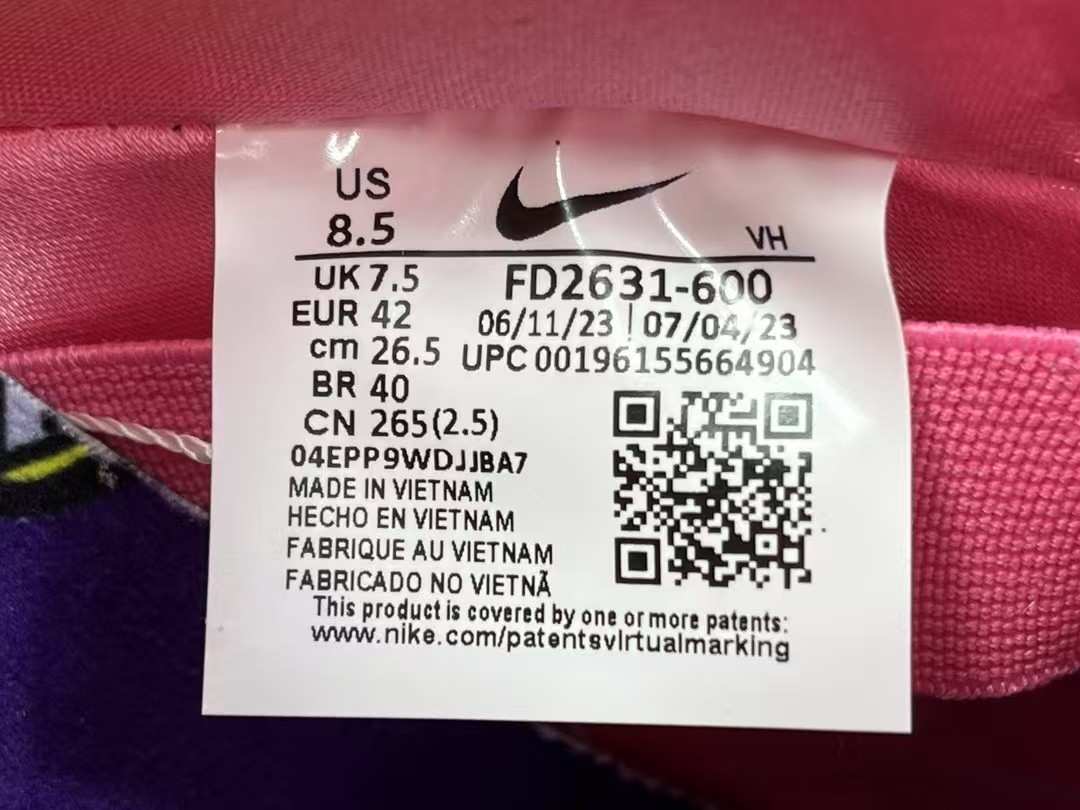 US
8.5
VH
UK 7.5
FD2631-600
EUR 42
06/11/23 | 07/04/23
cm 26.5
UPC 00196155664904
BR 40
CN 265(2.5)
04EPP9WDJJBA7
MADE IN VIETNAM
HECHO EN VIETNAM
FABRIQUE AU VIETNAM
FABRICADO NO VIETNÃ
This product is covered by one or more patents:
www.nike.com/patentsvirtualmarking